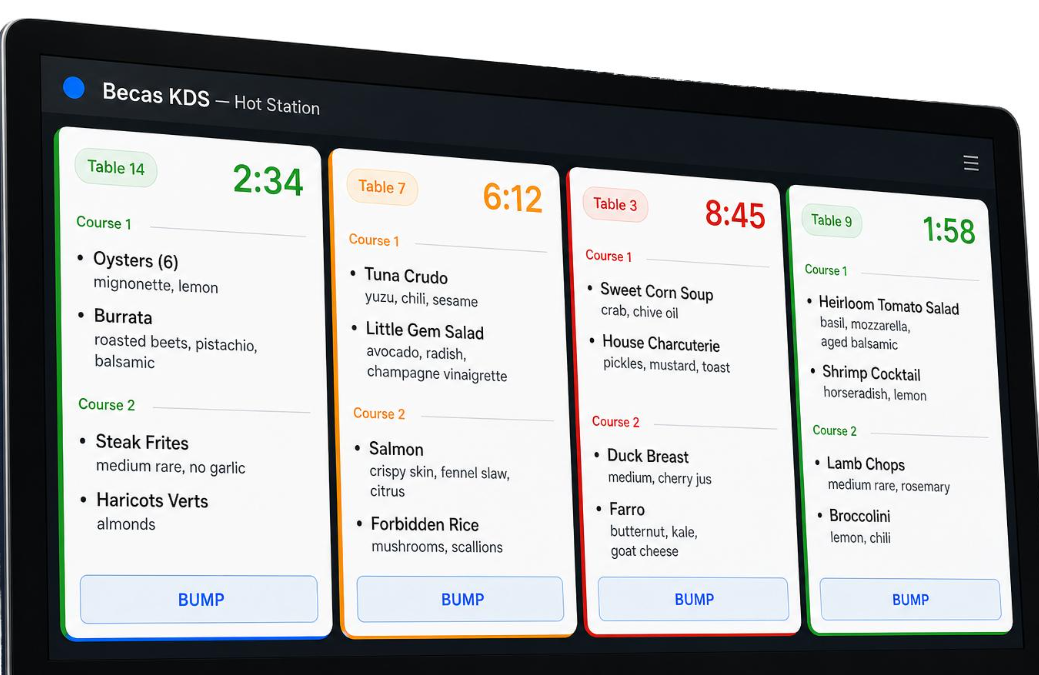 Becas KDS — Hot Station
Table 14
2:34
Course 1
• Oysters (6)
mignonette, lemon
• Burrata
roasted beets, pistachio,
balsamic
Course 2
• Steak Frites
medium rare, no garlic
• Haricots Verts
almonds
BUMP
Table 7
6:12
Course 1
• Tuna Crudo
yuzu, chili, sesame
• Little Gem Salad
avocado, radish,
champagne vinaigrette
Course 2
• Salmon
crispy skin, fennel slaw,
citrus
• Forbidden Rice
mushrooms, scallions
BUMP
Table 3
8:45
Course 1
• Sweet Corn Soup
crab, chive oil
• House Charcuterie
pickles, mustard, toast
Course 2
• Duck Breast
medium, cherry jus
• Farro
butternut, kale,
goat cheese
BUMP
Table 9
1:58
Course 1
• Heirloom Tomato Salad
basil, mozzarella,
aged balsamic
• Shrimp Cocktail
horseradish, lemon
Course 2
• Lamb Chops
medium rare, rosemary
• Broccolini
lemon, chili
BUMP